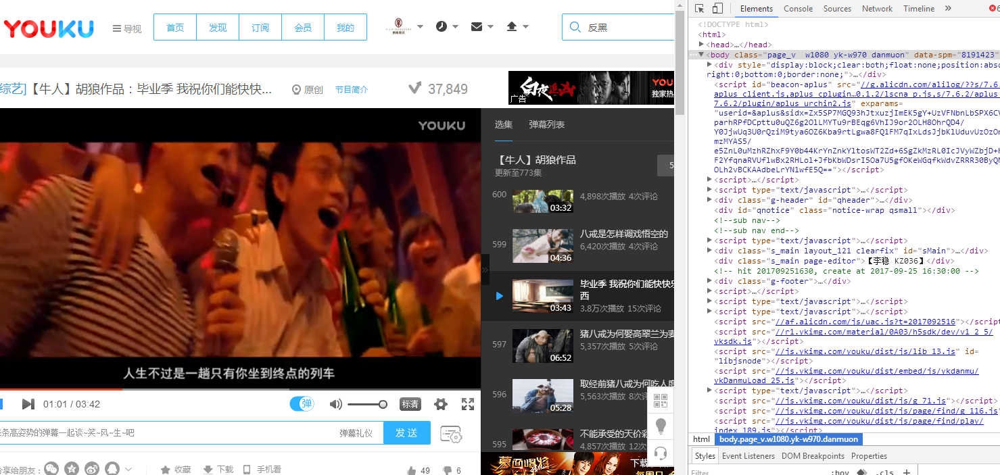 YOUKU
导视
首页
发现
订阅
会员
我的
反黑
综艺]【牛人】胡狼作品：毕业季 我祝你们能快快...
原创
节目简介
37,849
白夜追凶
YOU
独家热
广告
YOUKU
人生不过是一趟只有你坐到终点的列车
选集
弹幕列表
【牛人】胡狼作品
更新至773集
5
600
03:32
4,898次播放 4次评论
599
04:36
八戒是怎样调戏悟空的
6,420次播放 4次评论
03:43
毕业季 我祝你们能快快乐
西
3.8万次播放 15次评论
597
06:52
猪八戒为何娶高翠兰为妻
5,357次播放 5次评论
596
05:28
取经前猪八戒为何吃人度
5,563次播放 8次评
595
不能承受的天价彩
4,857次播放 12次
蒙面唱将
下载
01:01 / 03:42
弹
标清
条高姿势的弹幕一起谈~笑~风~生~吧
弹幕礼仪
发 送
享给朋友：
收藏
下载
手机看
49
6
Elements
Console
Sources
Network
Timeline
<!DOCTYPE html>
<html>
<head>…</head>
<body class="page_v  w1080 yk-w970 danmuon" data-spm="8191423"
<div style="display:block;clear:both;float:none;position:abso
right:0;bottom:0;border:none;">…</div>
<script id="beacon-aplus" src="//g.alicdn.com/alilog/??s/7.6.
aplus_client.js,aplus_cplugin…0.1.2/lscna_p.js,s/7.6.2/
7.6.2/plugin/aplus_urchin2.js" exparams=
<script>…</script>
<script type="text/javascript">…</script>
<div class="g-header" id="qheader">…</div>
<div id="qnotice" class="notice-wrap qsmall"></div>
<!--sub nav-->
<!--sub nav end-->
<script type="text/javascript">…</script>
<div class="s_main layout_121 clearfix" id="sMain">…</div>
<div class="s_main page-editor">【李稳 KZ036】</div>
<!-- hit 201709251630, create at 2017-09-25 16:30:00 -->
<div class="g-footer">…</div>
<script>…</script>
<script type="text/javascript">…</script>
<script type="text/javascript">…</script>
<script src="//af.alicdn.com/js/uac.js?t=2017092516"></script
<script src="//r1.ykimg.com/material/0A03/h5sdk/dev/v1_2_5/
yksdk.js"></script>
<script src="//js.ykimg.com/youku/dist/js/lib_13.js" id=
"libjsnode"></script>
<script src="//js.ykimg.com/youku/dist/embed/js/ykdanmu/
ykDanmuLoad_25.js"></script>
<script type="text/javascript">…</script>
<script src="//js.ykimg.com/youku/dist/js/g_71.js"></script>
<script src="//js.ykimg.com/youku/dist/js/page/find/g_116.js"
<script src="//js.ykimg.com/youku/dist/js/page/find/play/
index_189.js"></script>
html
body.page_v.w1080.yk-w970.danmuon
Styles
Event Listeners
DOM Breakpoints
Properties
Filter
:hov
.cls
+